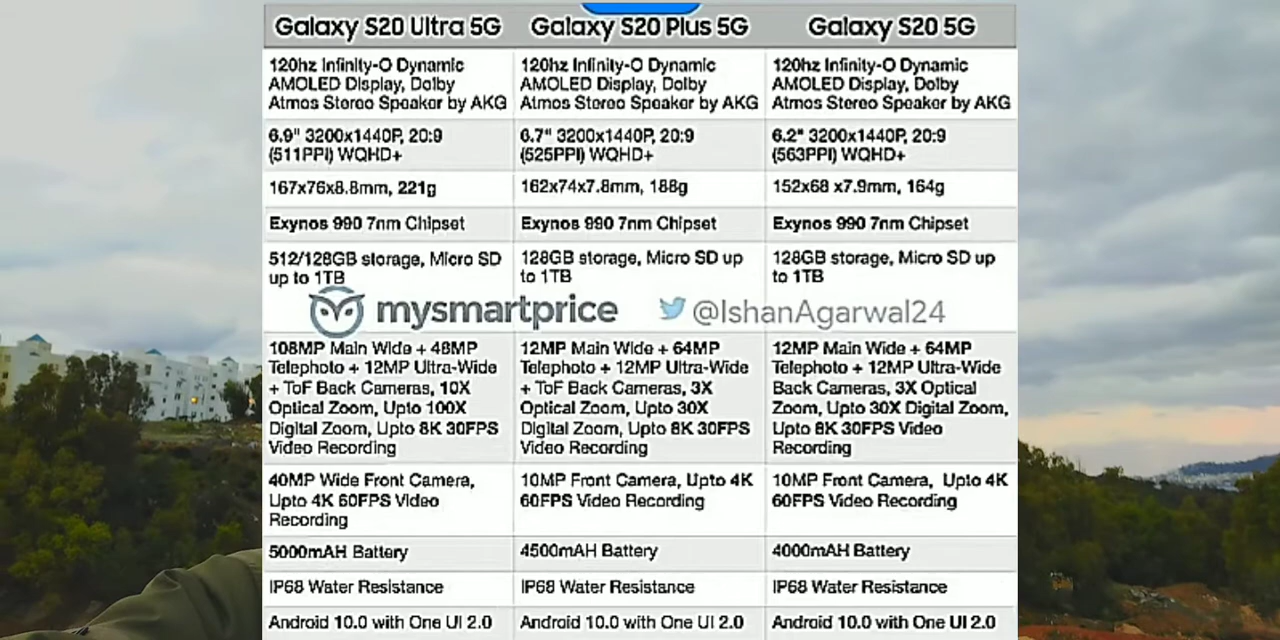 Galaxy S20 Ultra 5G
Galaxy S20 Plus 5G
Galaxy S20 5G
120hz Infinity-O Dynamic
AMOLED Display, Dolby
Atmos Stereo Speaker by AKG
120hz Infinity-O Dynamic
AMOLED Display, Dolby
Atmos Stereo Speaker by AKG
120hz Infinity-O Dynamic
AMOLED Display, Dolby
Atmos Stereo Speaker by AKG
6.9" 3200x1440P, 20:9
(511PPI) WQHD+
6.7" 3200x1440P, 20:9
(525PPI) WQHD+
6.2" 3200x1440P, 20:9
(563PPI) WQHD+
167x76x8.8mm, 221g
162x74x7.8mm, 188g
152x68 x7.9mm, 164g
Exynos 990 7nm Chipset
Exynos 990 7nm Chipset
Exynos 990 7nm Chipset
512/128GB storage, Micro SD
up to 1TB
128GB storage, Micro SD up
to 1TB
128GB storage, Micro SD up
to 1TB
mysmartprice
@IshanAgarwal24
108MP Main Wide + 48MP
Telephoto + 12MP Ultra-Wide
+ ToF Back Cameras, 10X
Optical Zoom, Upto 100X
Digital Zoom, Upto 8K 30FPS
Video Recording
12MP Main Wide + 64MP
Telephoto + 12MP Ultra-Wide
+ ToF Back Cameras, 3X
Optical Zoom, Upto 30X
Digital Zoom, Upto 8K 30FPS
Video Recording
12MP Main Wide + 64MP
Telephoto + 12MP Ultra-Wide
Back Cameras, 3X Optical
Zoom, Upto 30X Digital Zoom,
Upto 8K 30FPS Video
Recording
40MP Wide Front Camera,
Upto 4K 60FPS Video
Recording
10MP Front Camera, Upto 4K
60FPS Video Recording
10MP Front Camera, Upto 4K
60FPS Video Recording
5000mAH Battery
4500mAH Battery
4000mAH Battery
IP68 Water Resistance
IP68 Water Resistance
IP68 Water Resistance
Android 10.0 with One UI 2.0
Android 10.0 with One UI 2.0
Android 10.0 with One UI 2.0